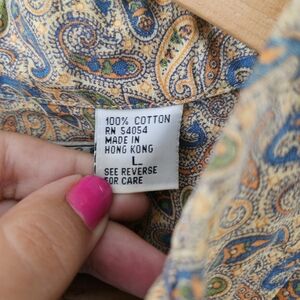 100% COTTON
RN 54054
MADE IN
HONG KONG
L
SEE REVERSE
FOR CARE